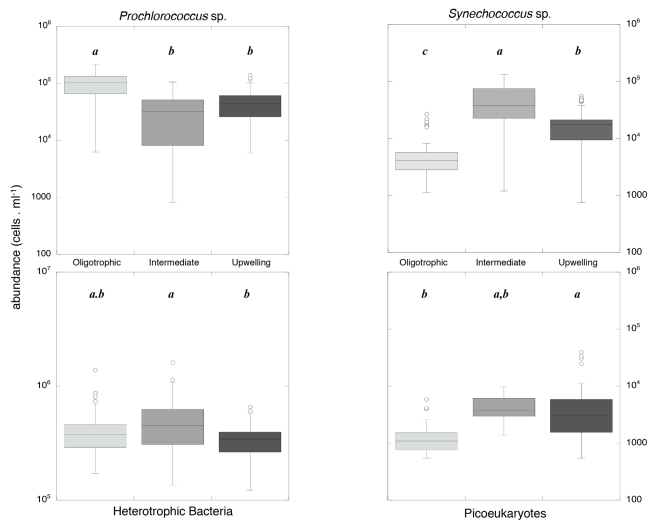 Prochlorococcus sp.
Synechococcus sp.
10⁶
a
b
b
10⁵
10⁴
1000
100
c
a
b
10⁶
10⁵
10⁴
1000
100
Oligotrophic
Intermediate
Upwelling
Oligotrophic
Intermediate
Upwelling
abundance (cells . ml⁻¹)
10⁷
a.b
a
b
10⁶
10⁵
b
a,b
a
10⁶
10⁵
10⁴
1000
100
Heterotrophic Bacteria
Picoeukaryotes